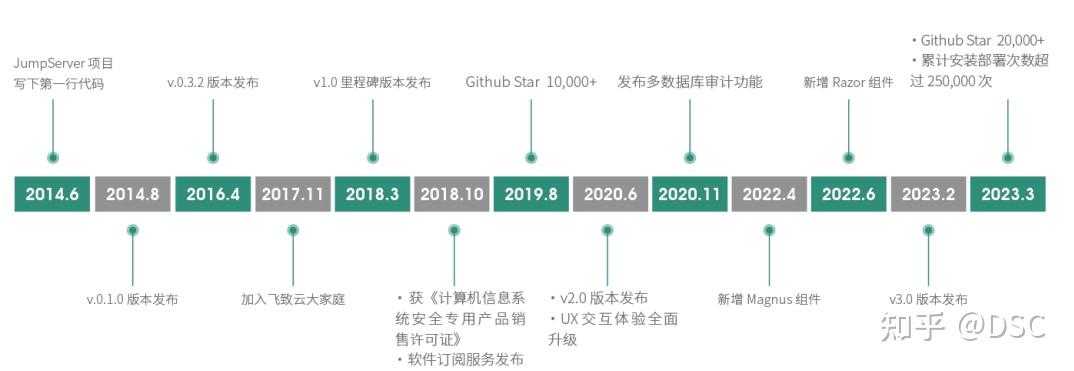 JumpServer 项目
写下第一行代码
v.0.3.2 版本发布
v1.0 里程碑版本发布
Github Star 10,000+
发布多数据库审计功能
新增 Razor 组件
• Github Star 20,000+
• 累计安装部署次数超
过 250,000 次
2014.6
2014.8
2016.4
2017.11
2018.3
2018.10
2019.8
2020.6
2020.11
2022.4
2022.6
2023.2
2023.3
v.0.1.0 版本发布
加入飞致云大家庭
• 获《计算机信息系
统安全专用产品销
售许可证》
• 软件订阅服务发布
• v2.0 版本发布
• UX 交互体验全面
升级
新增 Magnus 组件
v3.0 版本发布
知乎 @DSC